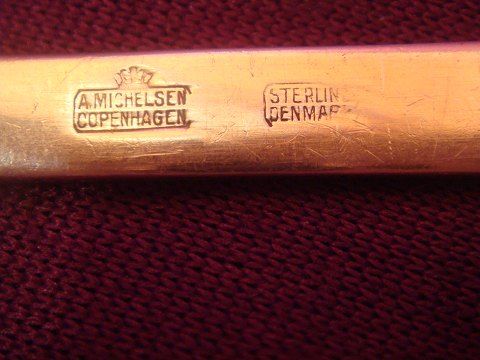 A.MICHELSEN
COPENHAGEN
STERLIN
DENMAR